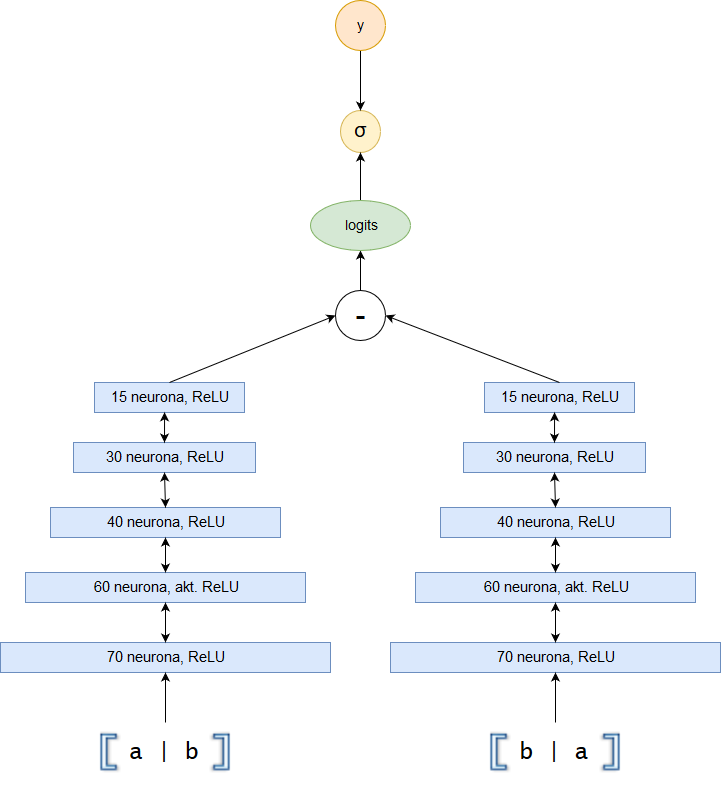 y
σ
logits
-
15 neurona, ReLU
15 neurona, ReLU
30 neurona, ReLU
30 neurona, ReLU
40 neurona, ReLU
40 neurona, ReLU
60 neurona, akt. ReLU
60 neurona, akt. ReLU
70 neurona, ReLU
70 neurona, ReLU
[ a | b ]
[ b | a ]